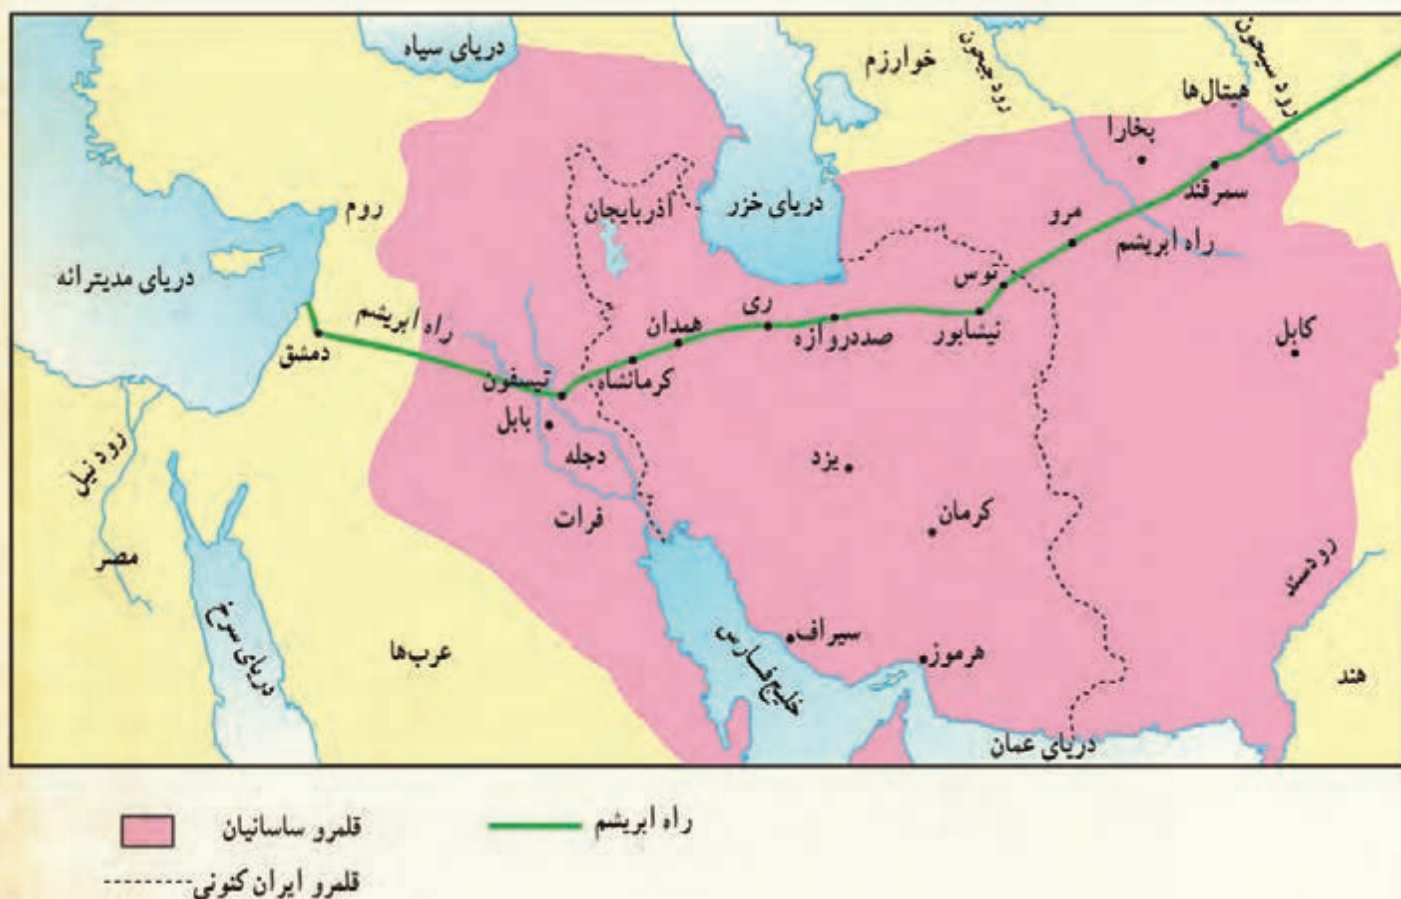 دریای سیاه
خوارزم
رود جیحون
رود سیحون
هپتال‌ها
بخارا
سمرقند
روم
آذربایجان
دریای خزر
مرو
راه ابریشم
دریای مدیترانه
توس
راه ابریشم
دمشق
همدان
ری
صددروازه
نیشابور
کابل
تیسفون
کرمانشاه
بابل
دجله
یزد
رود نیل
فرات
کرمان
مصر
رود سند
دریای سرخ
عرب‌ها
خلیج فارس
سیراف
هرموز
هند
دریای عمان
راه ابریشم
قلمرو ساسانیان
قلمرو ایران کنونی